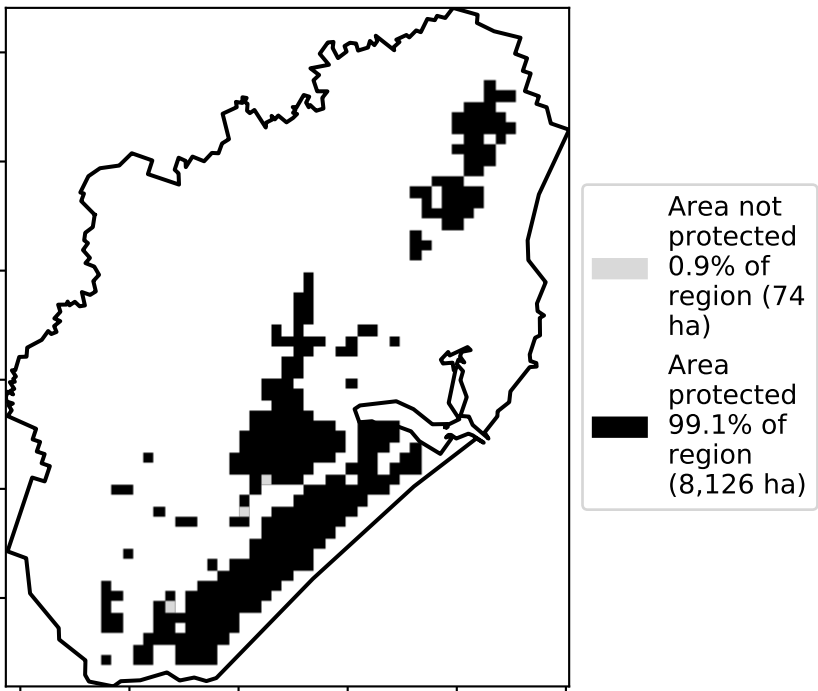 Area not
protected
0.9% of
region (74
ha)
Area
protected
99.1% of
region
(8,126 ha)